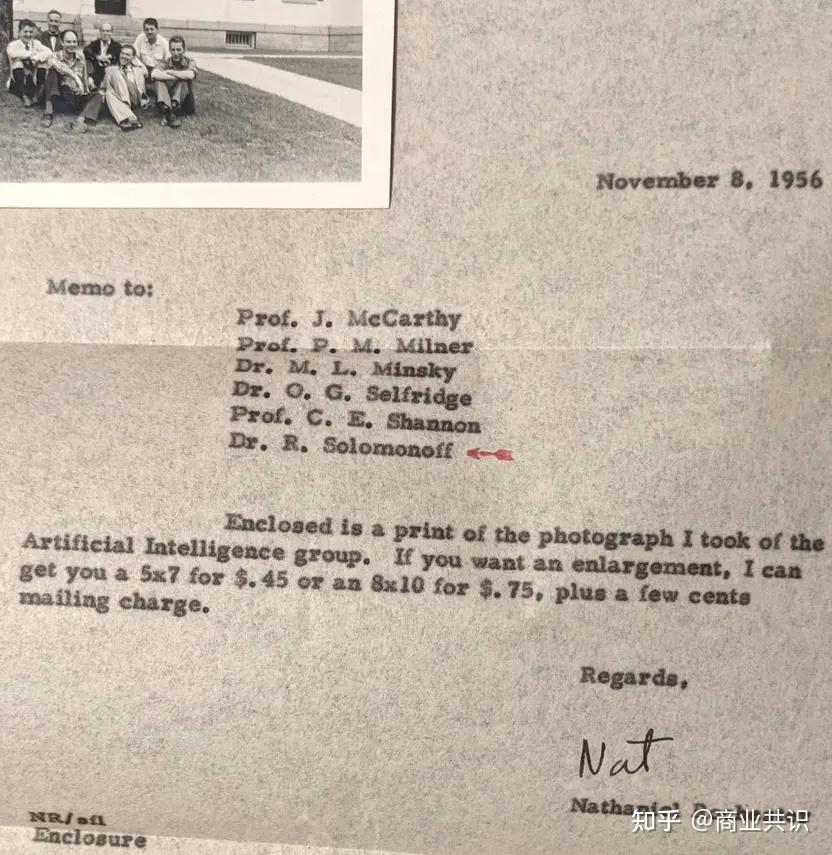 November 8, 1956
Memo to:
Prof. J. McCarthy
Prof. P. M. Milner
Dr. M. L. Minsky
Dr. O. G. Selfridge
Prof. C. E. Shannon
Dr. R. Solomonoff
Enclosed is a print of the photograph I took of the
Artificial Intelligence group. If you want an enlargement, I can
get you a 5x7 for $.45 or an 8x10 for $.75, plus a few cents
mailing charge.
Regards,
Nat
Nathaniel
知乎 @商业共识
Enclosure